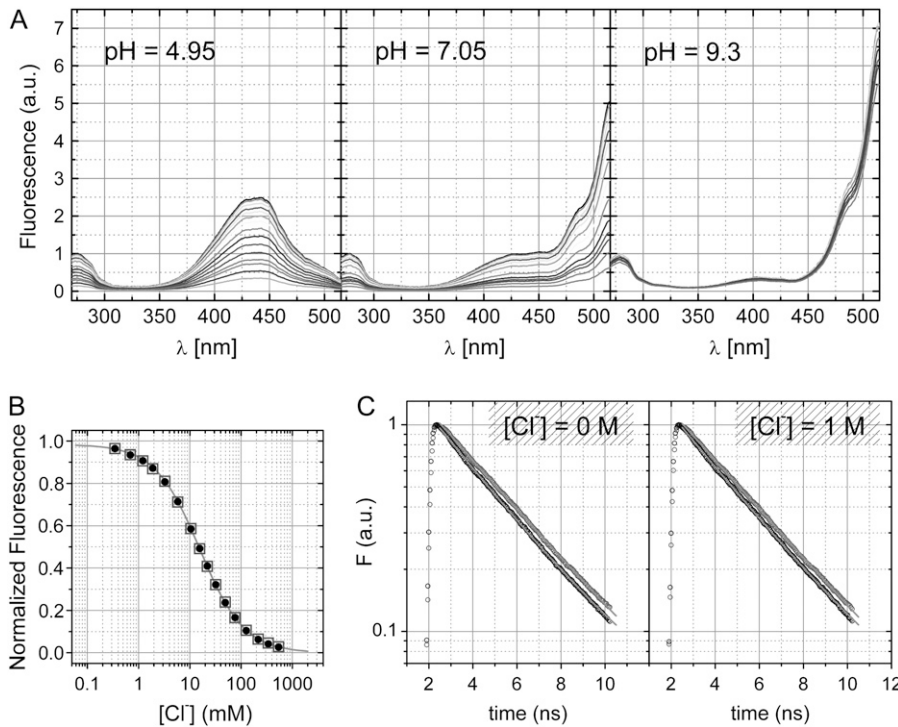 A
pH = 4.95
pH = 7.05
pH = 9.3
Fluorescence (a.u.)
7
6
5
4
3
2
1
0
300 350 400 450 500
300 350 400 450 500
300 350 400 450 500
λ [nm]
λ [nm]
λ [nm]
B
Normalized Fluorescence
1.0
0.8
0.6
0.4
0.2
0.0
0.1 1 10 100 1000
[Cl⁻] (mM)
C
[Cl⁻] = 0 M
[Cl⁻] = 1 M
F (a.u.)
1
0.1
2 4 6 8 10
2 4 6 8 10 12
time (ns)
time (ns)